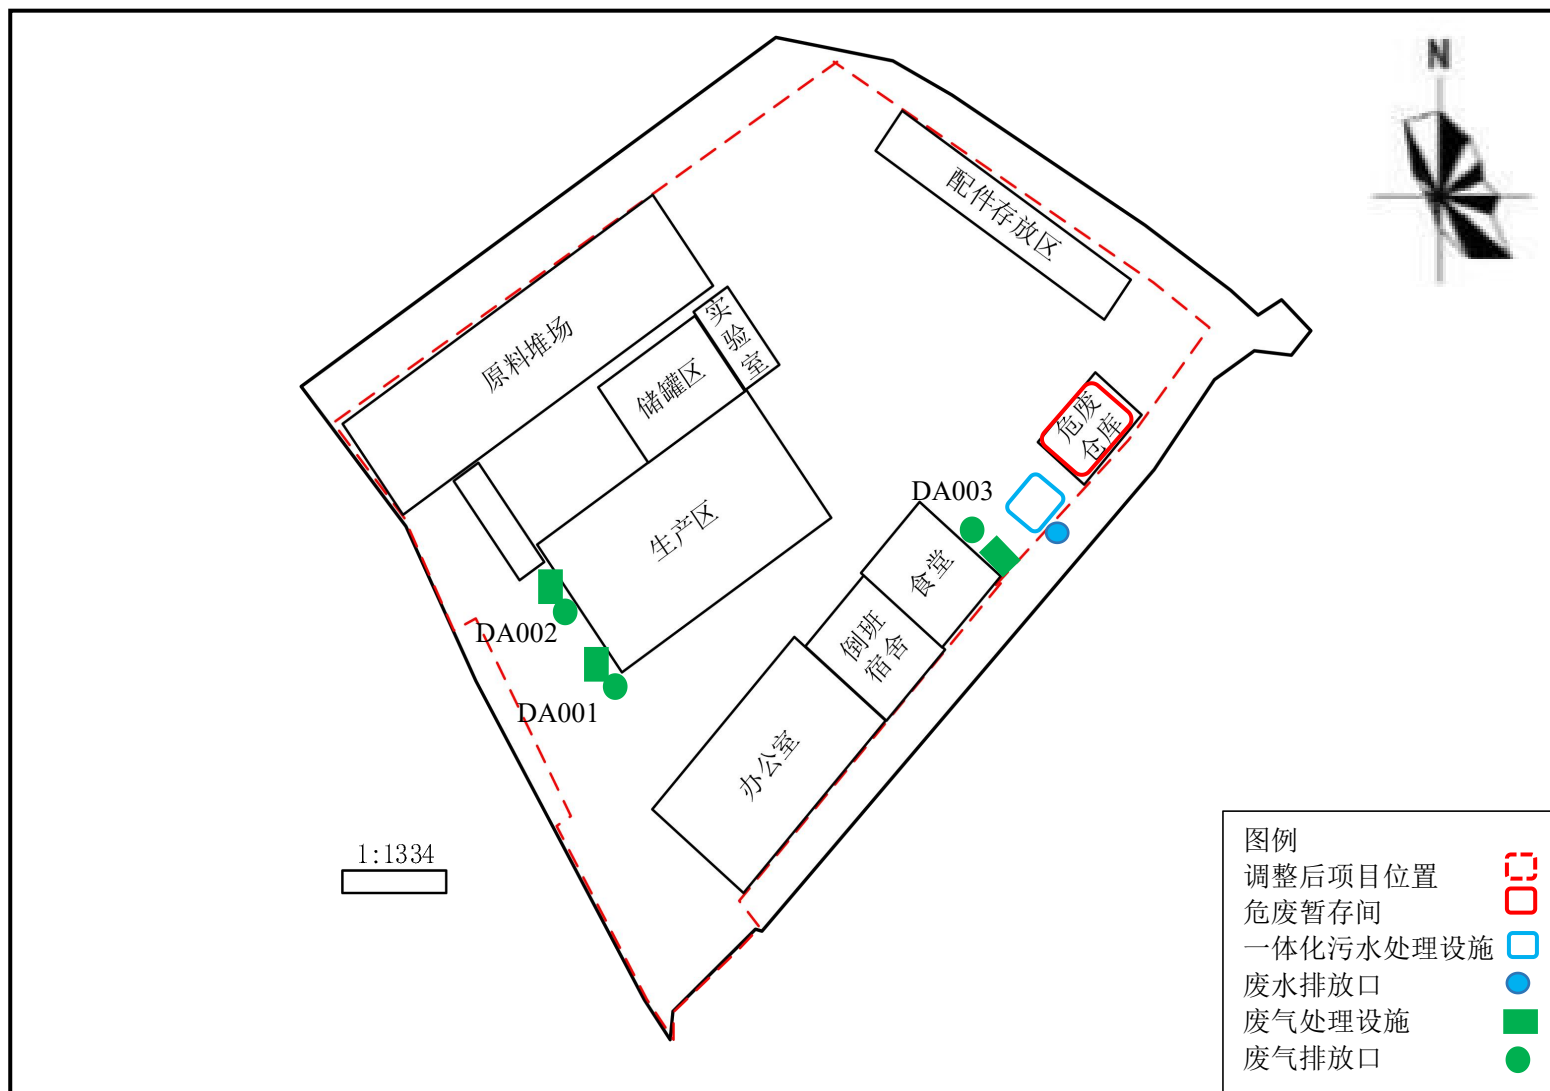 N
配件存放区
原料堆场
实验室
储罐区
危废
仓库
DA003
生产区
食堂
倒班
宿舍
DA002
DA001
办公室
1:1334
图例
调整后项目位置
危废暂存间
一体化污水处理设施
废水排放口
废气处理设施
废气排放口